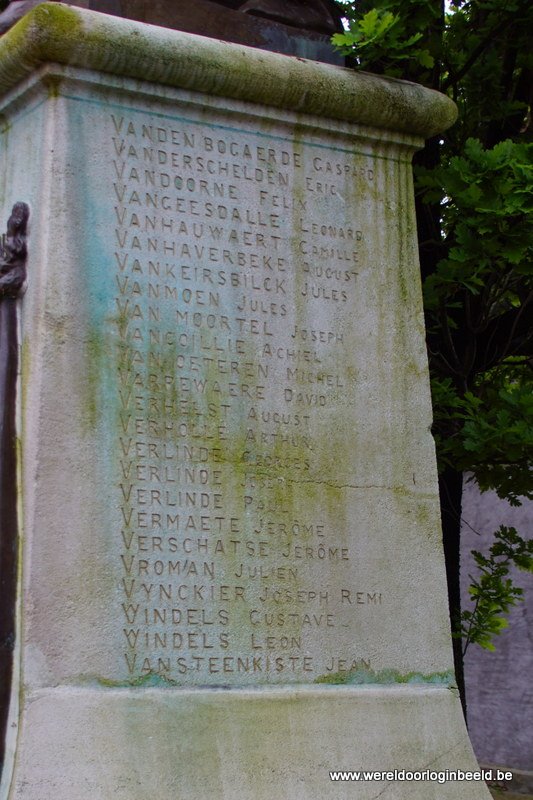 VANDEN BOGAERDE GASPARD
VANDERSCHELDEN ERIC
VANDOORNE FELIX
VANGEESDALLE LEONARD
VANHAUWAERT CAMILLE
VANHAVERBEKE AUGUST
VANKEIRSBILCK JULES
VANMOEN JULES
VAN MOORTEL JOSEPH
VANCOILLIE ACHIEL
VAN OETEREN MICHEL
VARREWAERE DAVID
VERHELST AUGUST
VERHOLLE ARTHUR
VERLINDE GEORGES
VERLINDE JOSEPH
VERLINDE PAUL
VERMAETE JERÔME
VERSCHATSE JERÔME
VROMAN JULIEN
VYNCKIER JOSEPH REMI
WINDELS GUSTAVE
WINDELS LEON
VANSTEENKISTE JEAN
www.wereldoorloginbeeld.be